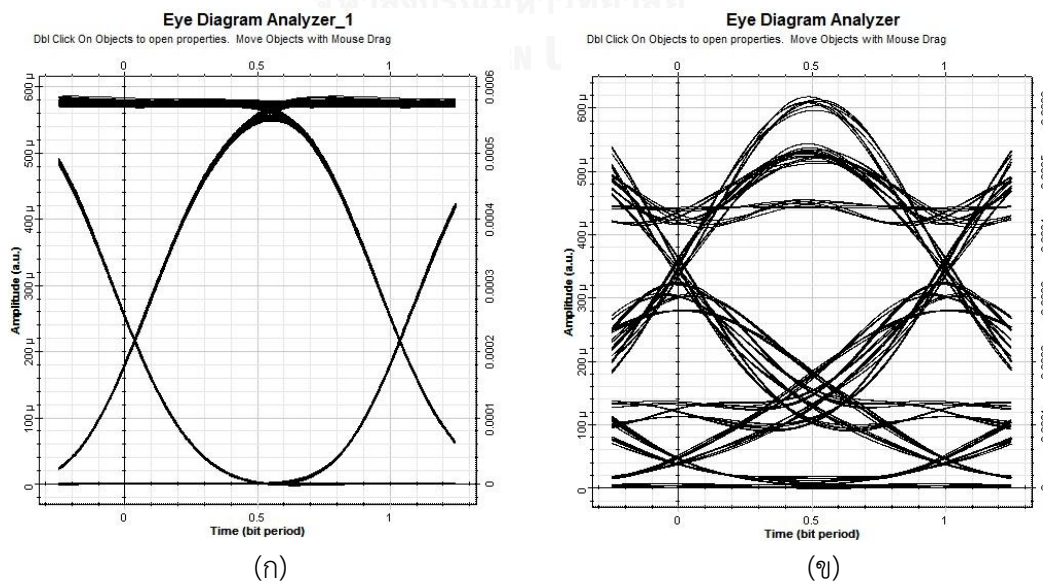 Eye Diagram Analyzer_1
Dbl Click On Objects to open properties. Move Objects with Mouse Drag
0 0.5 1
Amplitude (a.u.)
600 µ
500 µ
400 µ
300 µ
200 µ
100 µ
0
0.0006
0.0005
0.0004
0.0003
0.0002
0.0001
0
0 0.5 1
Time (bit period)
(ก)
Eye Diagram Analyzer
Dbl Click On Objects to open properties. Move Objects with Mouse Drag
0 0.5 1
Amplitude (a.u.)
600 µ
500 µ
400 µ
300 µ
200 µ
100 µ
0
0
0 0.5 1
Time (bit period)
(ข)